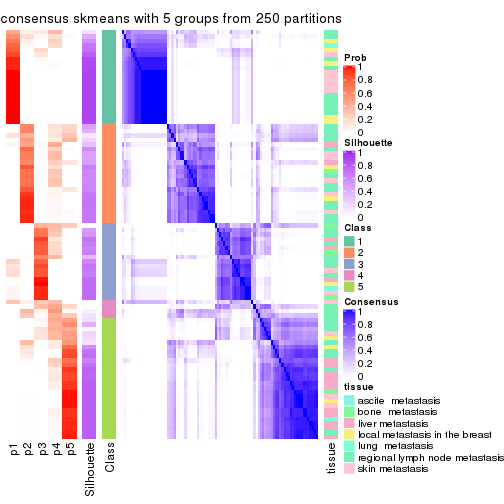 consensus skmeans with 5 groups from 250 partitions
Prob
1
0.8
0.6
0.4
0.2
0
Silhouette
1
0.8
0.6
0.4
0.2
0
Class
1
2
3
4
5
Consensus
1
0.8
0.6
0.4
0.2
0
tissue
ascite metastasis
bone metastasis
liver metastasis
local metastasis in the breast
lung metastasis
regional lymph node metastasis
skin metastasis
p1
p2
p3
p4
p5
Silhouette
Class
tissue